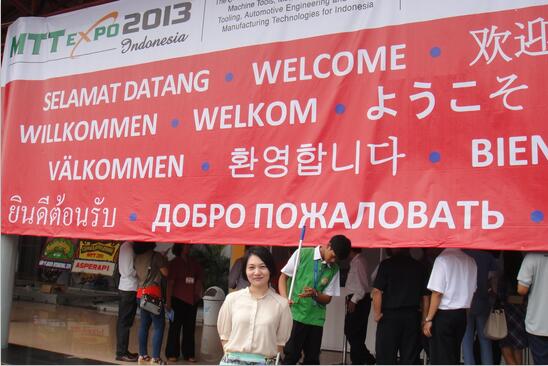 MTT EXPO 2013
Indonesia
Machine Tools,
Tooling, Automotive Engineering and
Manufacturing Technologies for Indonesia
SELAMAT DATANG • WELCOME • 欢迎
WILLKOMMEN • WELKOM • ようこそ
VÄLKOMMEN • 환영합니다 • BIEN
ยินดีต้อนรับ • ДОБРО ПОЖАЛОВАТЬ •
MTT 2013
ASPERAPI